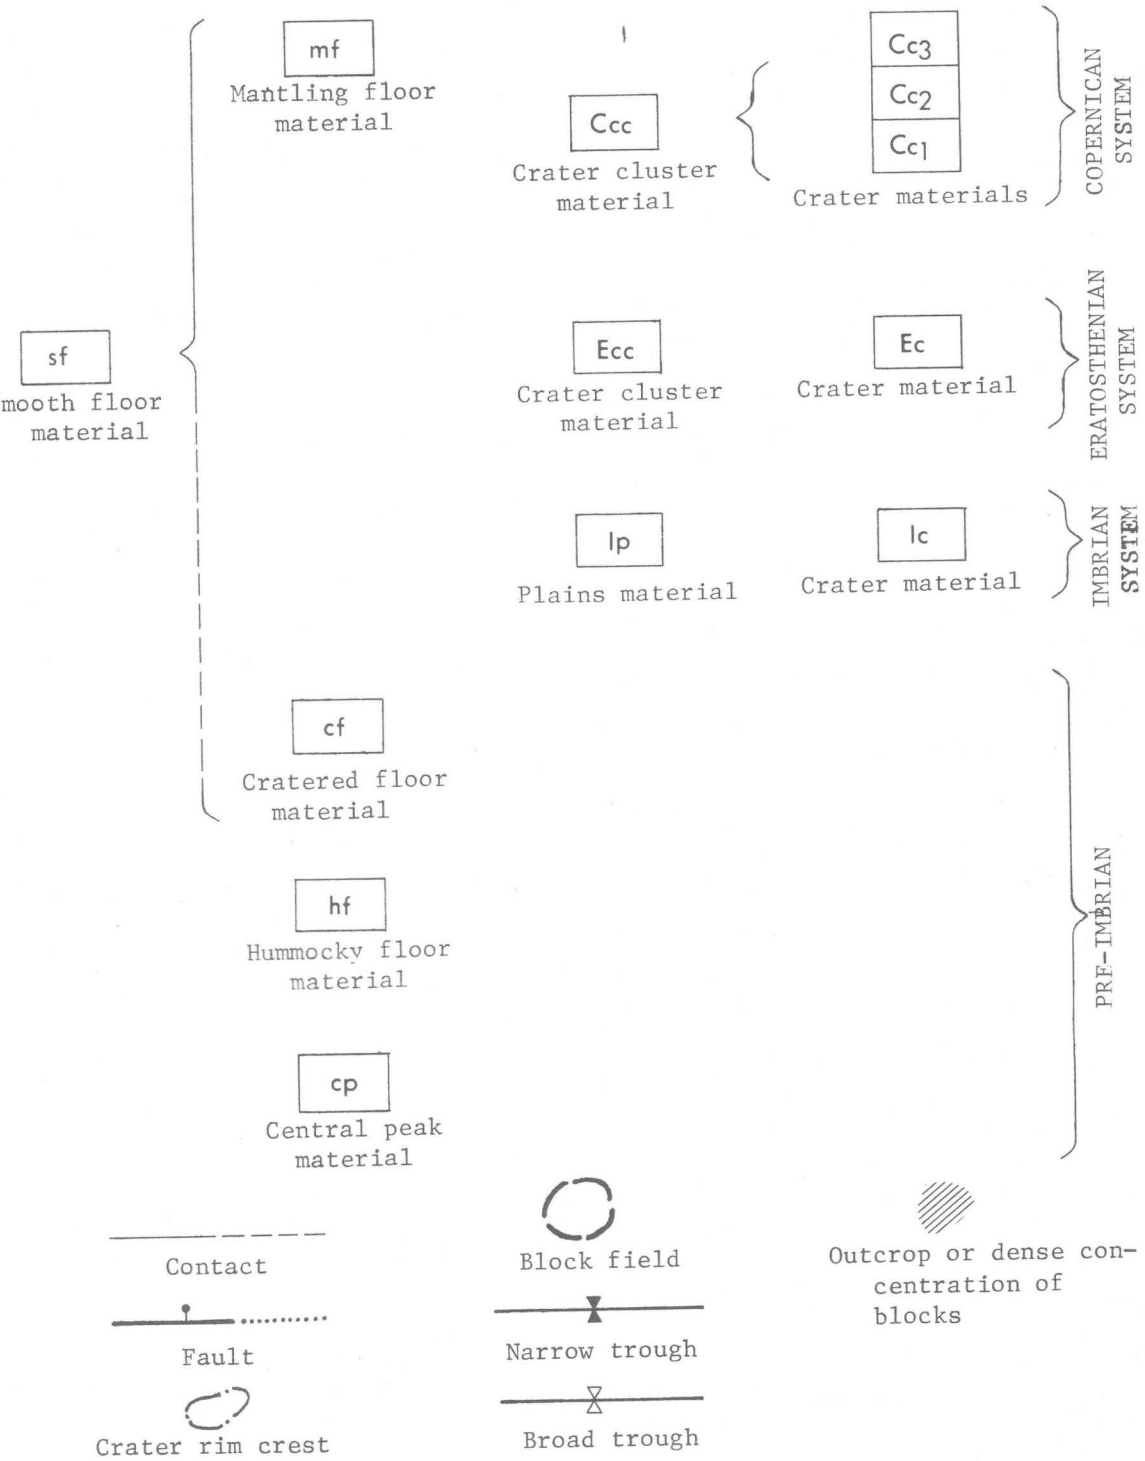 mf
Mantling floor
material
Ccc
Crater cluster
material
Cc3
Cc2
Cc1
Crater materials
COPERNICAN
SYSTEM
sf
mooth floor
material
Ecc
Crater cluster
material
Ec
Crater material
ERATOSTHENIAN
SYSTEM
Ip
Plains material
Ic
Crater material
IMBRIAN
SYSTEM
cf
Cratered floor
material
hf
Hummocky floor
material
cp
Central peak
material
PRE-IMBRIAN
Contact
Fault
Crater rim crest
Block field
Narrow trough
Broad trough
Outcrop or dense con-
centration of
blocks